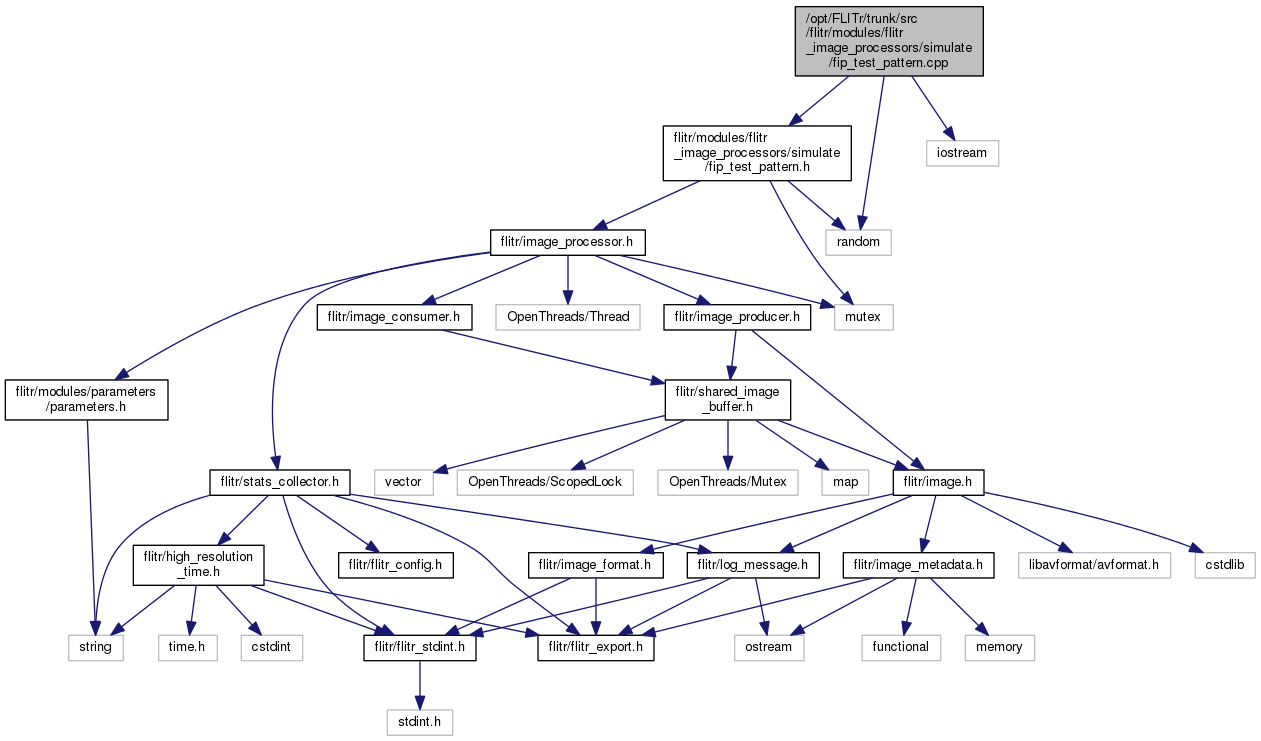 /opt/FLITr/trunk/src
/flitr/modules/flitr
_image_processors/simulate
/fip_test_pattern.cpp
flitr/modules/flitr
_image_processors/simulate
/fip_test_pattern.h
iostream
flitr/image_processor.h
random
flitr/image_consumer.h
OpenThreads/Thread
flitr/image_producer.h
mutex
flitr/modules/parameters
/parameters.h
flitr/shared_image
_buffer.h
flitr/stats_collector.h
vector
OpenThreads/ScopedLock
OpenThreads/Mutex
map
flitr/image.h
flitr/high_resolution
_time.h
flitr/flitr_config.h
flitr/image_format.h
flitr/log_message.h
flitr/image_metadata.h
libavformat/avformat.h
cstdlib
string
time.h
cstdint
flitr/flitr_stdint.h
flitr/flitr_export.h
ostream
functional
memory
stdint.h